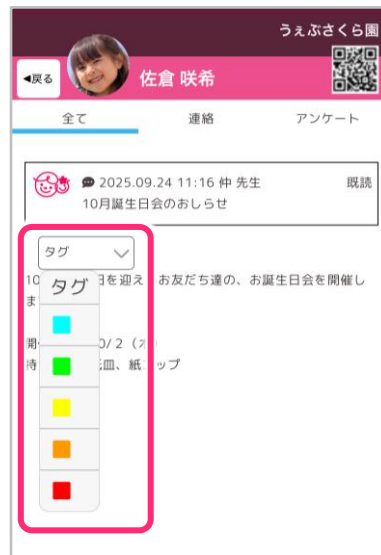 うぇぶさくら園
◀戻る
佐倉 咲希
全て 連絡 アンケート
2025.09.24 11:16 仲 先生 既読
10月誕生日会のおしらせ
タグ
10 日を迎え お友だち達の、お誕生日会を開催し
タグ
ま
開 0/2（木）
持 紙皿、紙コップ